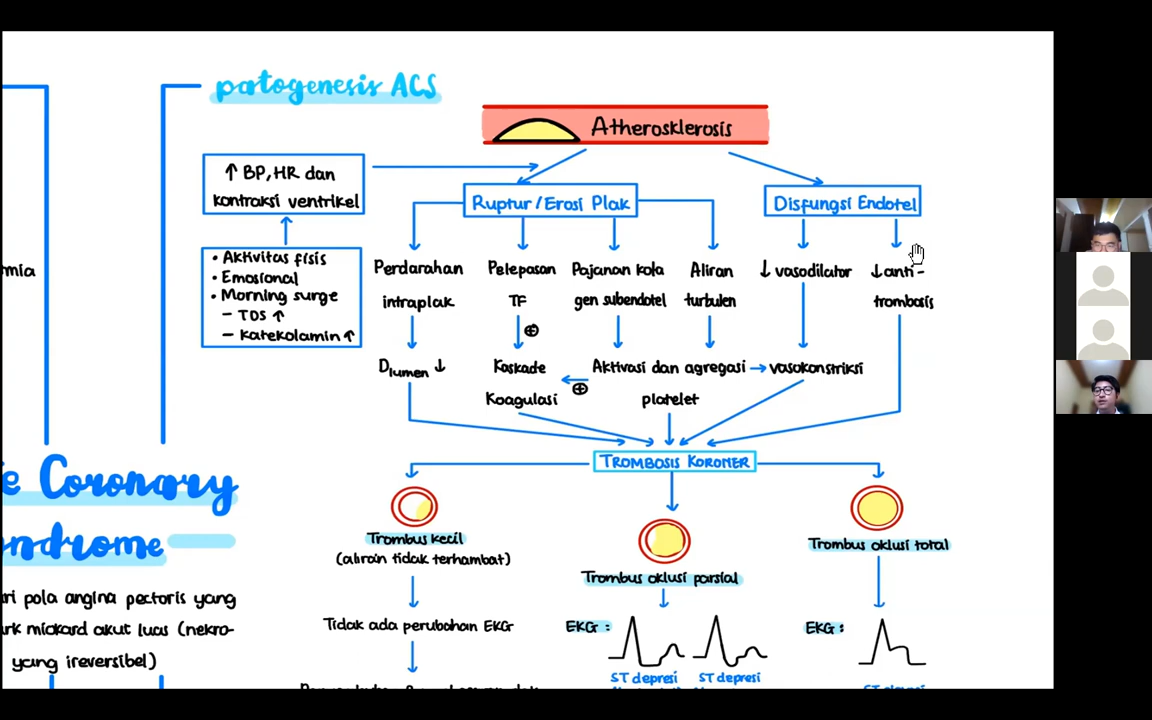 patogenesis ACS
Atherosklerosis
↑ BP, HR dan
kontraksi ventrikel
Ruptur/Erosi Plak
Disfungsi Endotel
• Aktivitas fisis
• Emosional
• Morning surge
– TDS ↑
– Katekolamin ↑
mia
Perdarahan
intraplak
Pelepasan
TF
Pajanan kola
gen subendotel
Aliran
turbulen
↓ vasodilator
↓ anti-
trombosis
⊕
D lumen ↓
Kaskade
Koagulasi
⊕
Aktivasi dan agregasi
platelet
vasokonstriksi
TROMBOSIS KORONER
e Coronary
ndrome
ri pola angina pectoris yang
ark miokard akut luas (nekro-
yang ireversibel)
Trombus kecil
(aliran tidak terhambat)
Tidak ada perubahan EKG
Trombus oklusi parsial
EKG :
ST depresi
ST depresi
Trombus oklusi total
EKG :